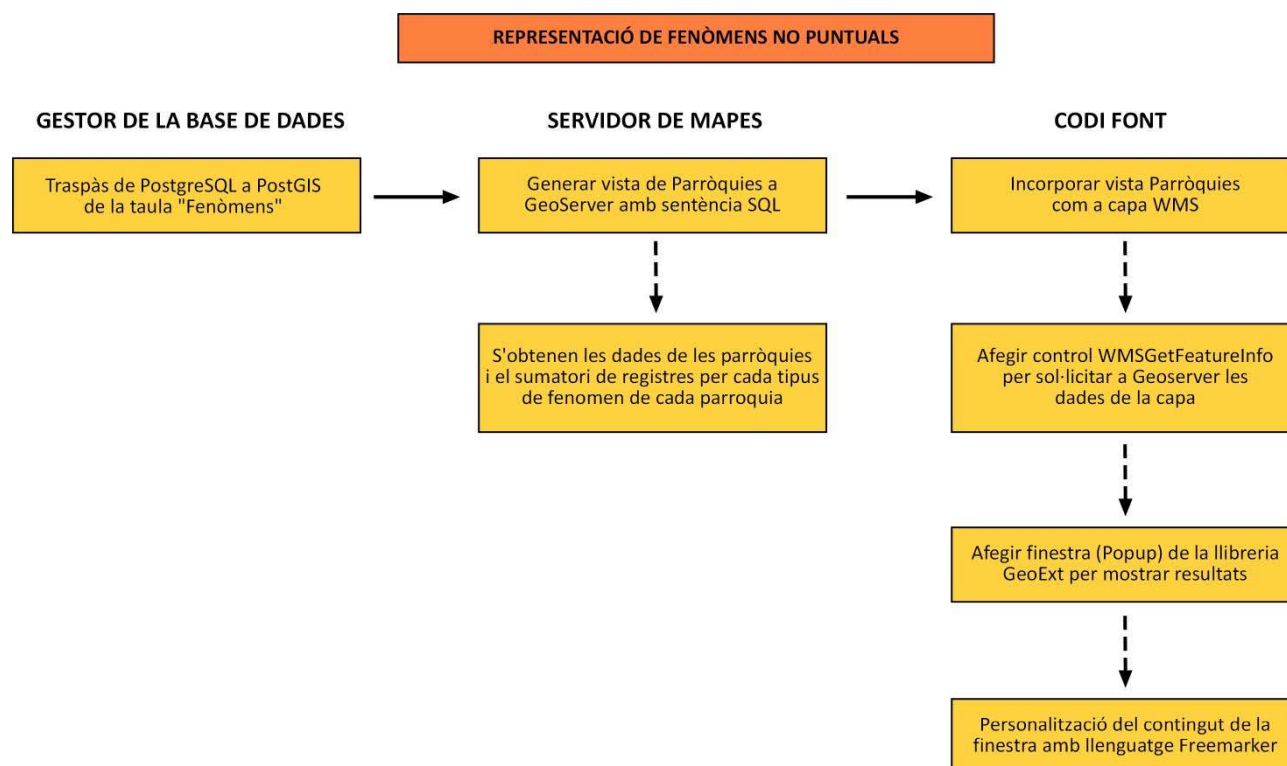 REPRESENTACIÓ DE FENÒMENS NO PUNTUALS
GESTOR DE LA BASE DE DADES
SERVIDOR DE MAPES
CODI FONT
Traspàs de PostgreSQL a PostGIS
de la taula "Fenòmens"
Generar vista de Parròquies a
GeoServer amb sentència SQL
Incorporar vista Parròquies
com a capa WMS
S'obtenen les dades de les parròquies
i el sumatori de registres per cada tipus
de fenomen de cada parroquia
Afegir control WMSGetFeatureInfo
per sol·licitar a Geoserver les
dades de la capa
Afegir finestra (Popup) de la llibreria
GeoExt per mostrar resultats
Personalització del contingut de la
finestra amb llenguatge Freemarker